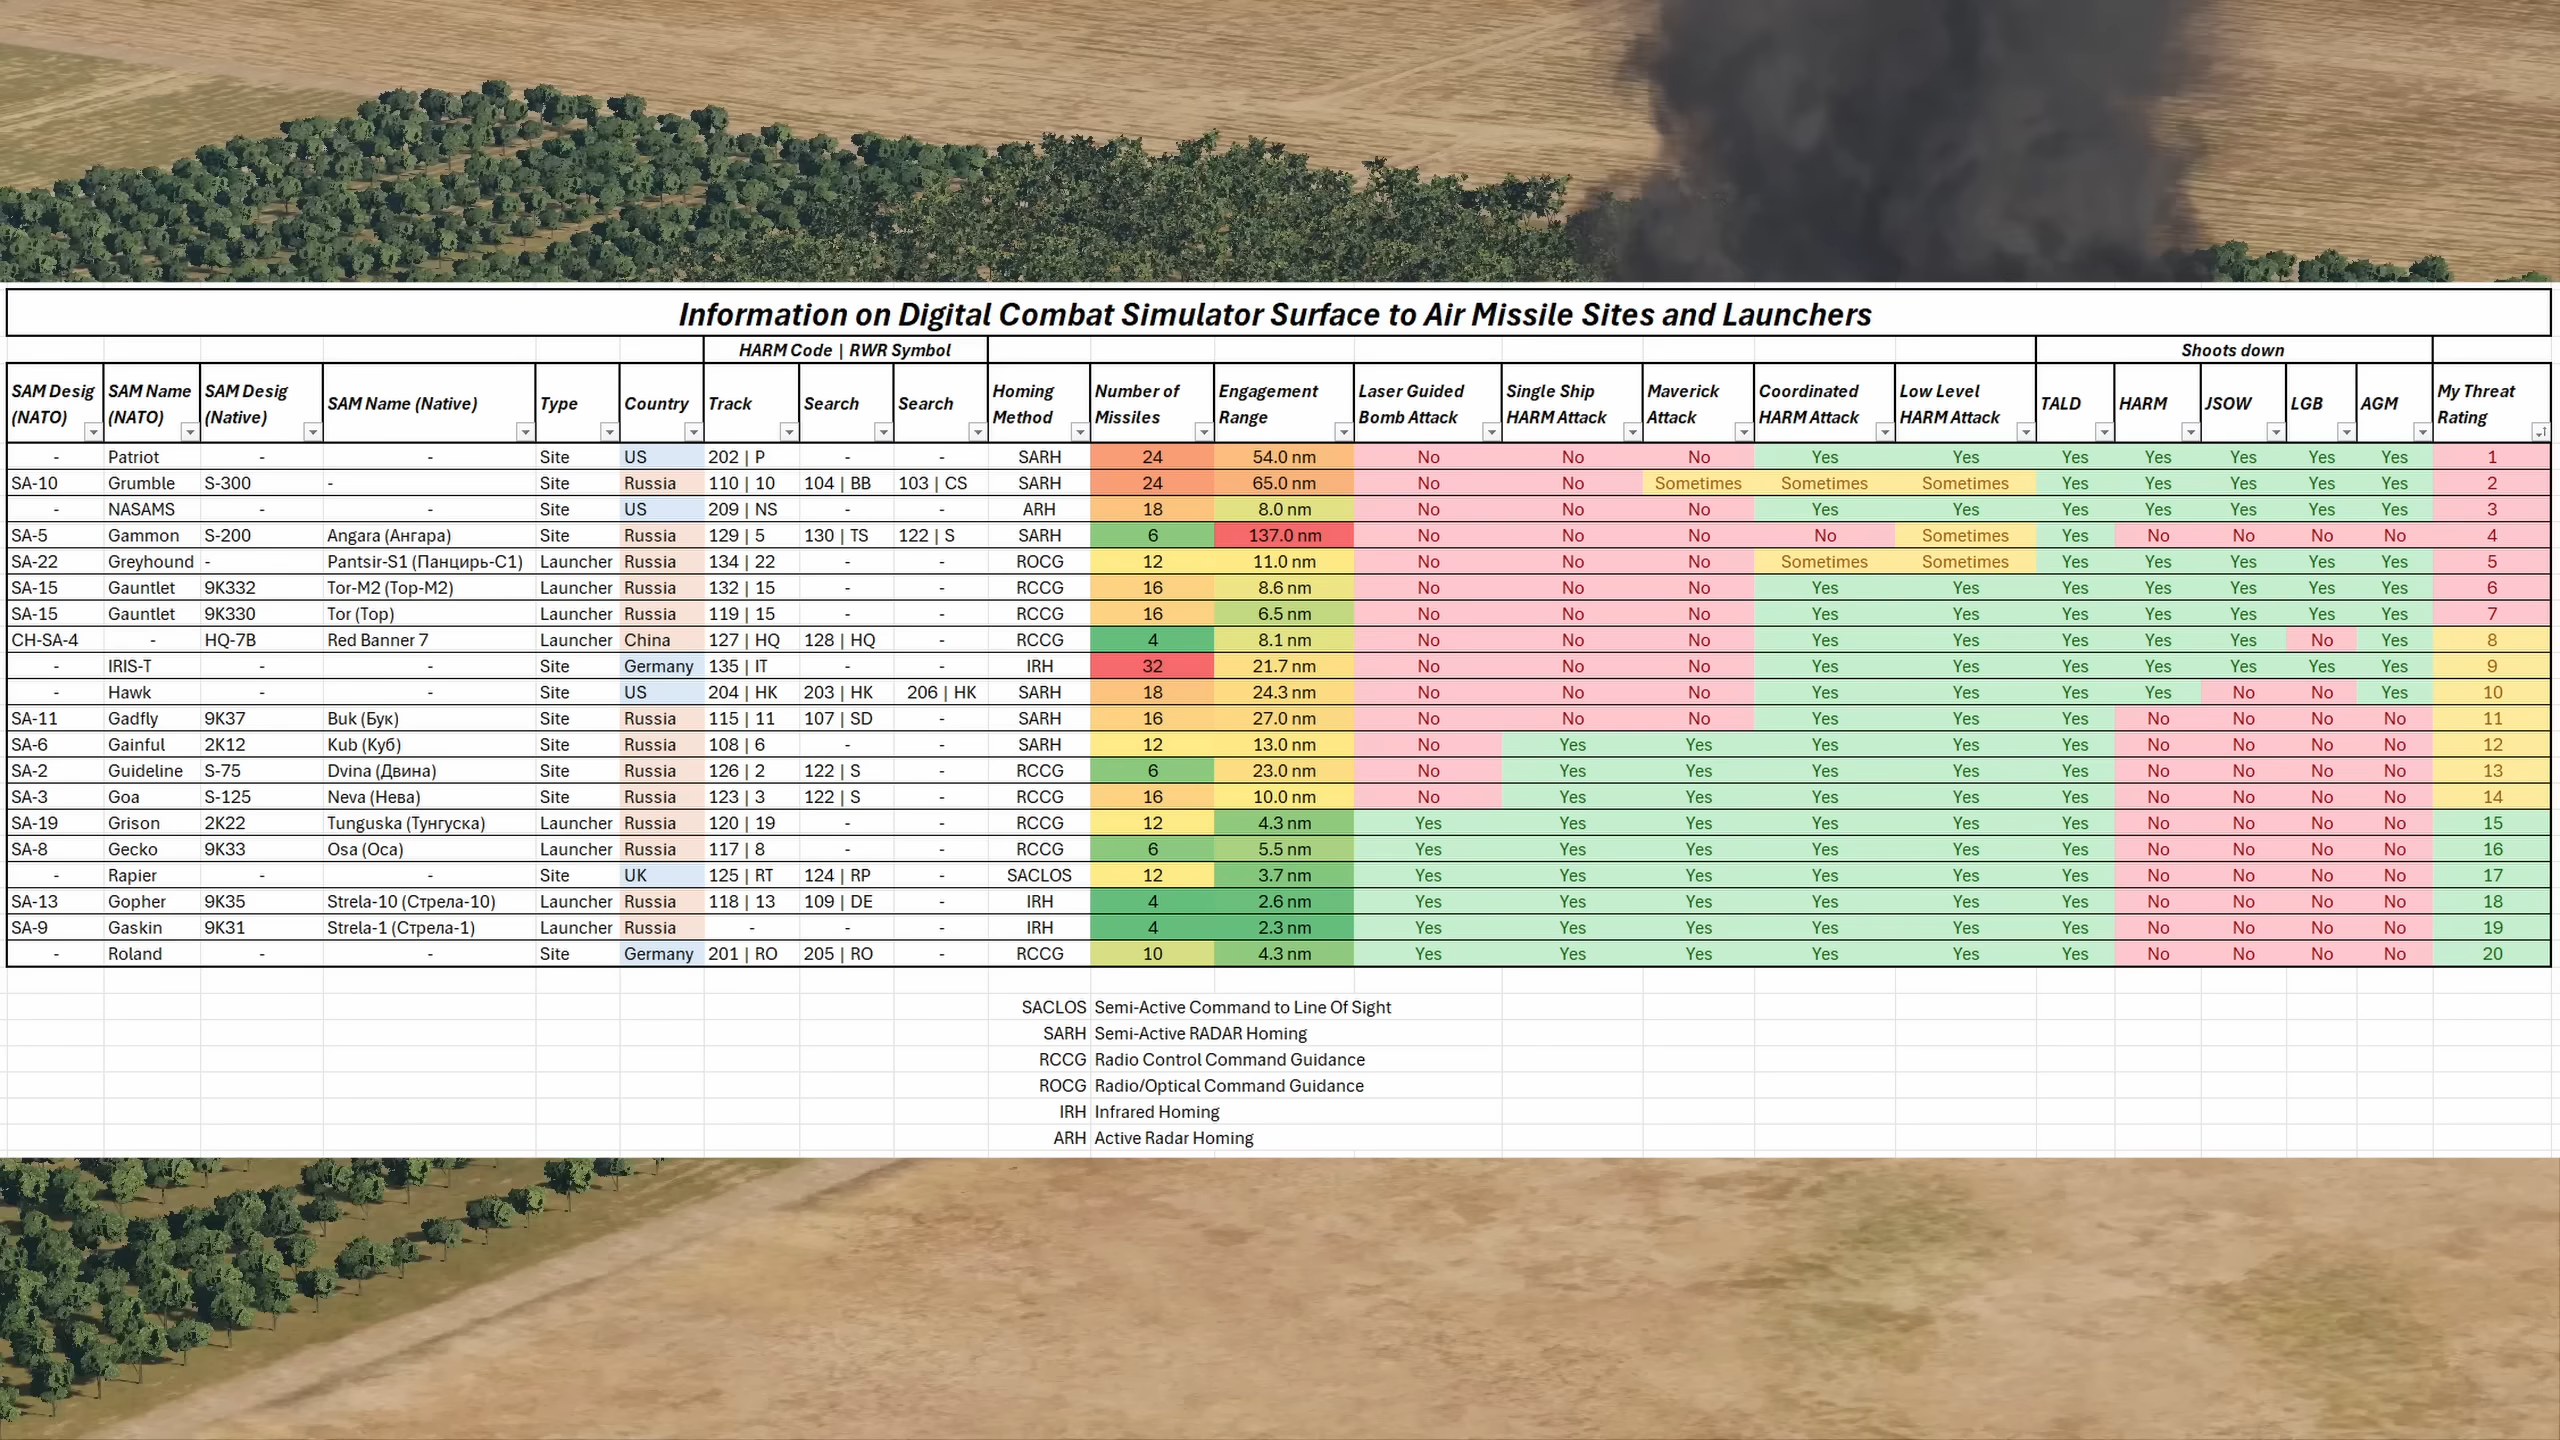 Information on Digital Combat Simulator Surface to Air Missile Sites and Launchers
HARM Code | RWR Symbol Shoots down
SAM Desig (NATO) SAM Name (NATO) SAM Desig (Native) SAM Name (Native) Type Country Track Search Search Homing Method Number of Missiles Engagement Range Laser Guided Bomb Attack Single Ship HARM Attack Maverick Attack Coordinated HARM Attack Low Level HARM Attack TALD HARM JSOW LGB AGM My Threat Rating
- Patriot - - Site US 202 | P - - SARH 24 54.0 nm No No No Yes Yes Yes Yes Yes Yes Yes 1
SA-10 Grumble S-300 - Site Russia 110 | 10 104 | BB 103 | CS SARH 24 65.0 nm No No Sometimes Sometimes Sometimes Yes Yes Yes Yes Yes 2
- NASAMS - - Site US 209 | NS - - ARH 18 8.0 nm No No No Yes Yes Yes Yes Yes Yes Yes 3
SA-5 Gammon S-200 Angara (Ангара) Site Russia 129 | 5 130 | TS 122 | S SARH 6 137.0 nm No No No No Sometimes Yes No No No No 4
SA-22 Greyhound - Pantsir-S1 (Панцирь-С1) Launcher Russia 134 | 22 - - ROCG 12 11.0 nm No No No Sometimes Sometimes Yes Yes Yes Yes Yes 5
SA-15 Gauntlet 9K332 Tor-M2 (Тор-М2) Launcher Russia 132 | 15 - - RCCG 16 8.6 nm No No No Yes Yes Yes Yes Yes Yes Yes 6
SA-15 Gauntlet 9K330 Tor (Тор) Launcher Russia 119 | 15 - - RCCG 16 6.5 nm No No No Yes Yes Yes Yes Yes Yes Yes 7
CH-SA-4 - HQ-7B Red Banner 7 Launcher China 127 | HQ 128 | HQ - RCCG 4 8.1 nm No No No Yes Yes Yes Yes Yes No Yes 8
- IRIS-T - - Site Germany 135 | IT - - IRH 32 21.7 nm No No No Yes Yes Yes Yes Yes Yes Yes 9
- Hawk - - Site US 204 | HK 203 | HK 206 | HK SARH 18 24.3 nm No No No Yes Yes Yes Yes No No Yes 10
SA-11 Gadfly 9K37 Buk (Бук) Site Russia 115 | 11 107 | SD - SARH 16 27.0 nm No No No Yes Yes Yes No No No No 11
SA-6 Gainful 2K12 Kub (Куб) Site Russia 108 | 6 - - SARH 12 13.0 nm No Yes Yes Yes Yes Yes No No No No 12
SA-2 Guideline S-75 Dvina (Двина) Site Russia 126 | 2 122 | S - RCCG 6 23.0 nm No Yes Yes Yes Yes Yes No No No No 13
SA-3 Goa S-125 Neva (Нева) Site Russia 123 | 3 122 | S - RCCG 16 10.0 nm No Yes Yes Yes Yes Yes No No No No 14
SA-19 Grison 2K22 Tunguska (Тунгуска) Launcher Russia 120 | 19 - - RCCG 12 4.3 nm Yes Yes Yes Yes Yes Yes No No No No 15
SA-8 Gecko 9K33 Osa (Оса) Launcher Russia 117 | 8 - - RCCG 6 5.5 nm Yes Yes Yes Yes Yes Yes No No No No 16
- Rapier - - Site UK 125 | RT 124 | RP - SACLOS 12 3.7 nm Yes Yes Yes Yes Yes Yes No No No No 17
SA-13 Gopher 9K35 Strela-10 (Стрела-10) Launcher Russia 118 | 13 109 | DE - IRH 4 2.6 nm Yes Yes Yes Yes Yes Yes No No No No 18
SA-9 Gaskin 9K31 Strela-1 (Стрела-1) Launcher Russia - - - IRH 4 2.3 nm Yes Yes Yes Yes Yes Yes No No No No 19
- Roland - - Site Germany 201 | RO 205 | RO - RCCG 10 4.3 nm Yes Yes Yes Yes Yes Yes No No No No 20
SACLOS Semi-Active Command to Line Of Sight
SARH Semi-Active RADAR Homing
RCCG Radio Control Command Guidance
ROCG Radio/Optical Command Guidance
IRH Infrared Homing
ARH Active Radar Homing